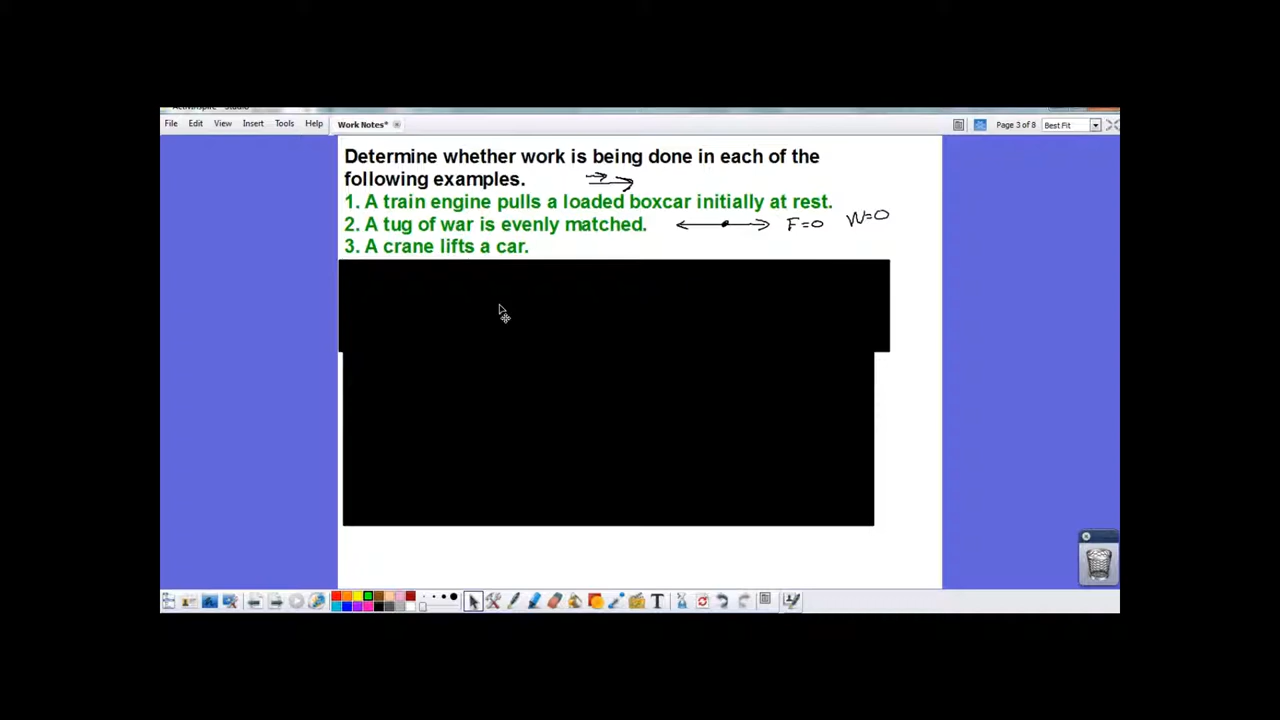 File Edit View Insert Tools Help Work Notes* Page 3 of 8 Best Fit
Determine whether work is being done in each of the
following examples.
1. A train engine pulls a loaded boxcar initially at rest.
2. A tug of war is evenly matched. F=0 W=0
3. A crane lifts a car.